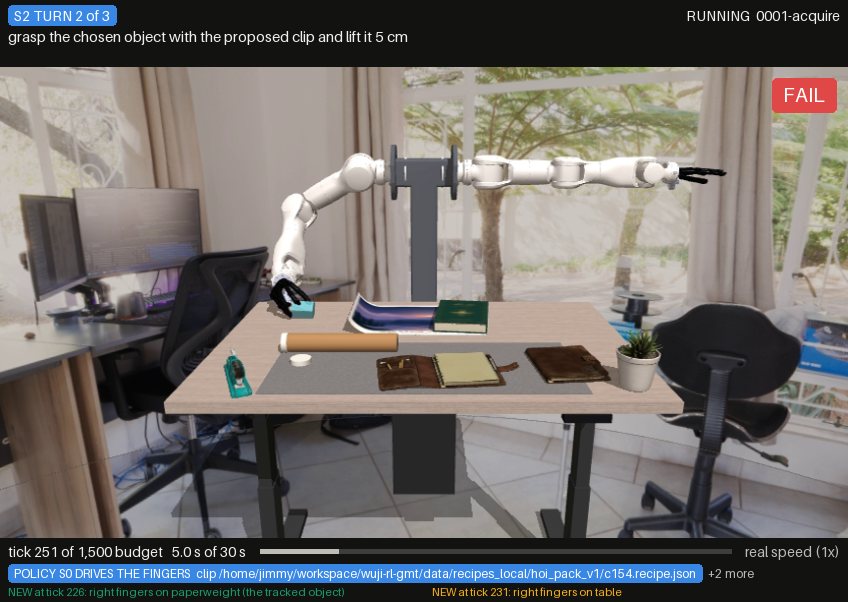 S2 TURN 2 of 3
RUNNING 0001-acquire
grasp the chosen object with the proposed clip and lift it 5 cm
FAIL
tick 251 of 1,500 budget 5.0 s of 30 s
real speed (1x)
POLICY S0 DRIVES THE FINGERS clip /home/jimmy/workspace/wuji-rl-gmt/data/recipes_local/hoi_pack_v1/c154.recipe.json +2 more
NEW at tick 226: right fingers on paperweight (the tracked object)
NEW at tick 231: right fingers on table